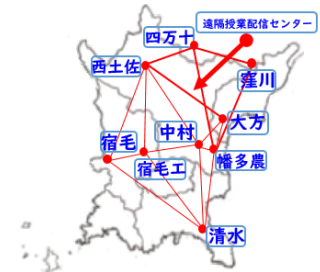 遠隔授業配信センター
四万十
西土佐
窪川
大方
中村
宿毛
幡多農
宿毛工
清水